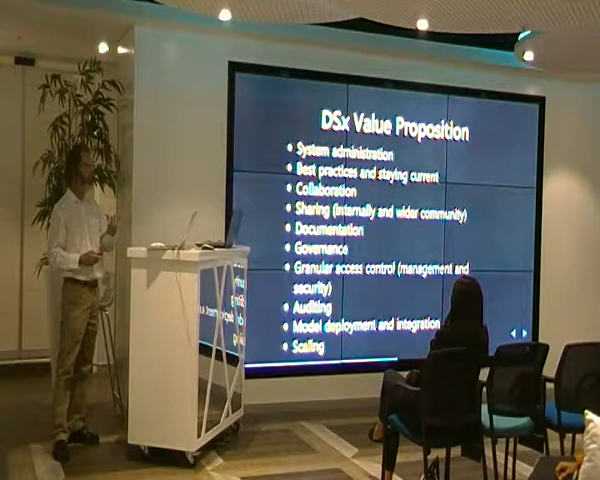 DSx Value Proposition
• System administration
• Best practices and staying current
• Collaboration
• Sharing (internally and wider community)
• Documentation
• Governance
• Granular access control (management and
security)
• Auditing
• Model deployment and integration
• Scaling